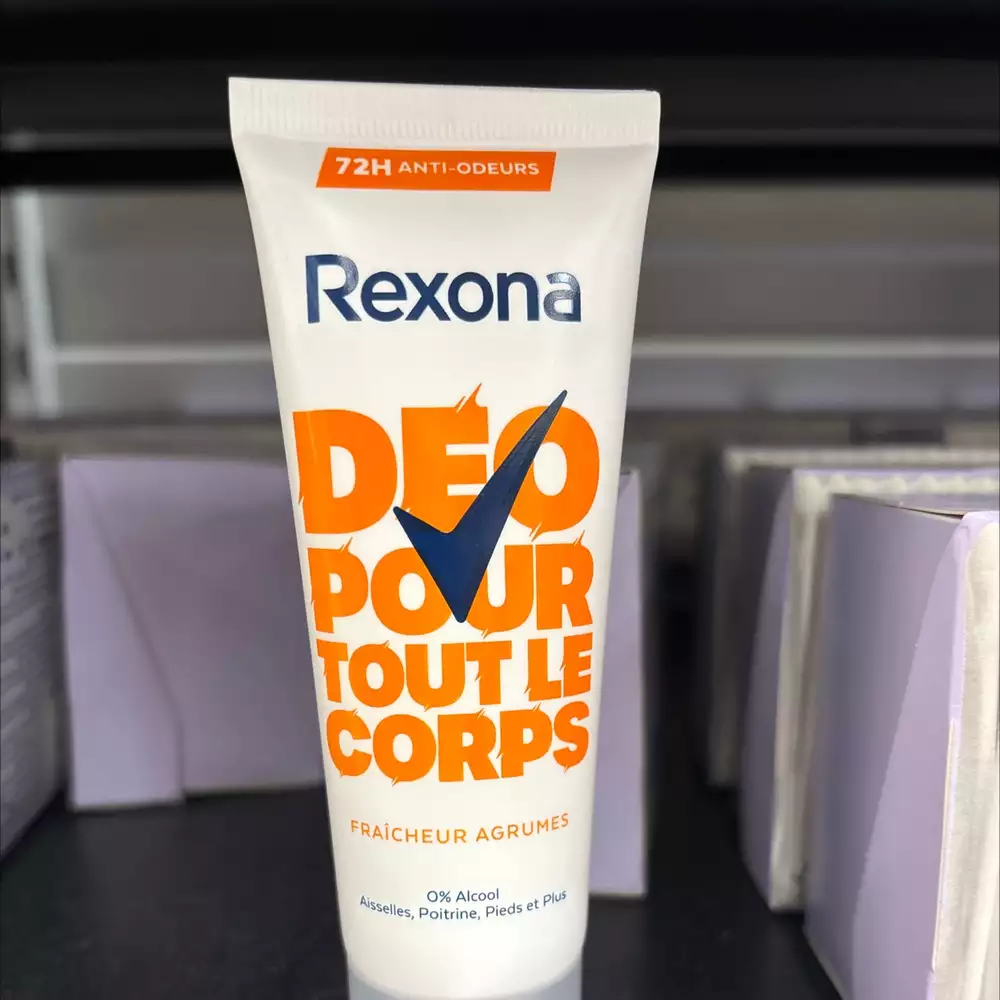 72H ANTI-ODEURS
Rexona
DÉO
POUR
TOUT LE
CORPS
FRAÎCHEUR AGRUMES
0% Alcool
Aisselles, Poitrine, Pieds et Plus